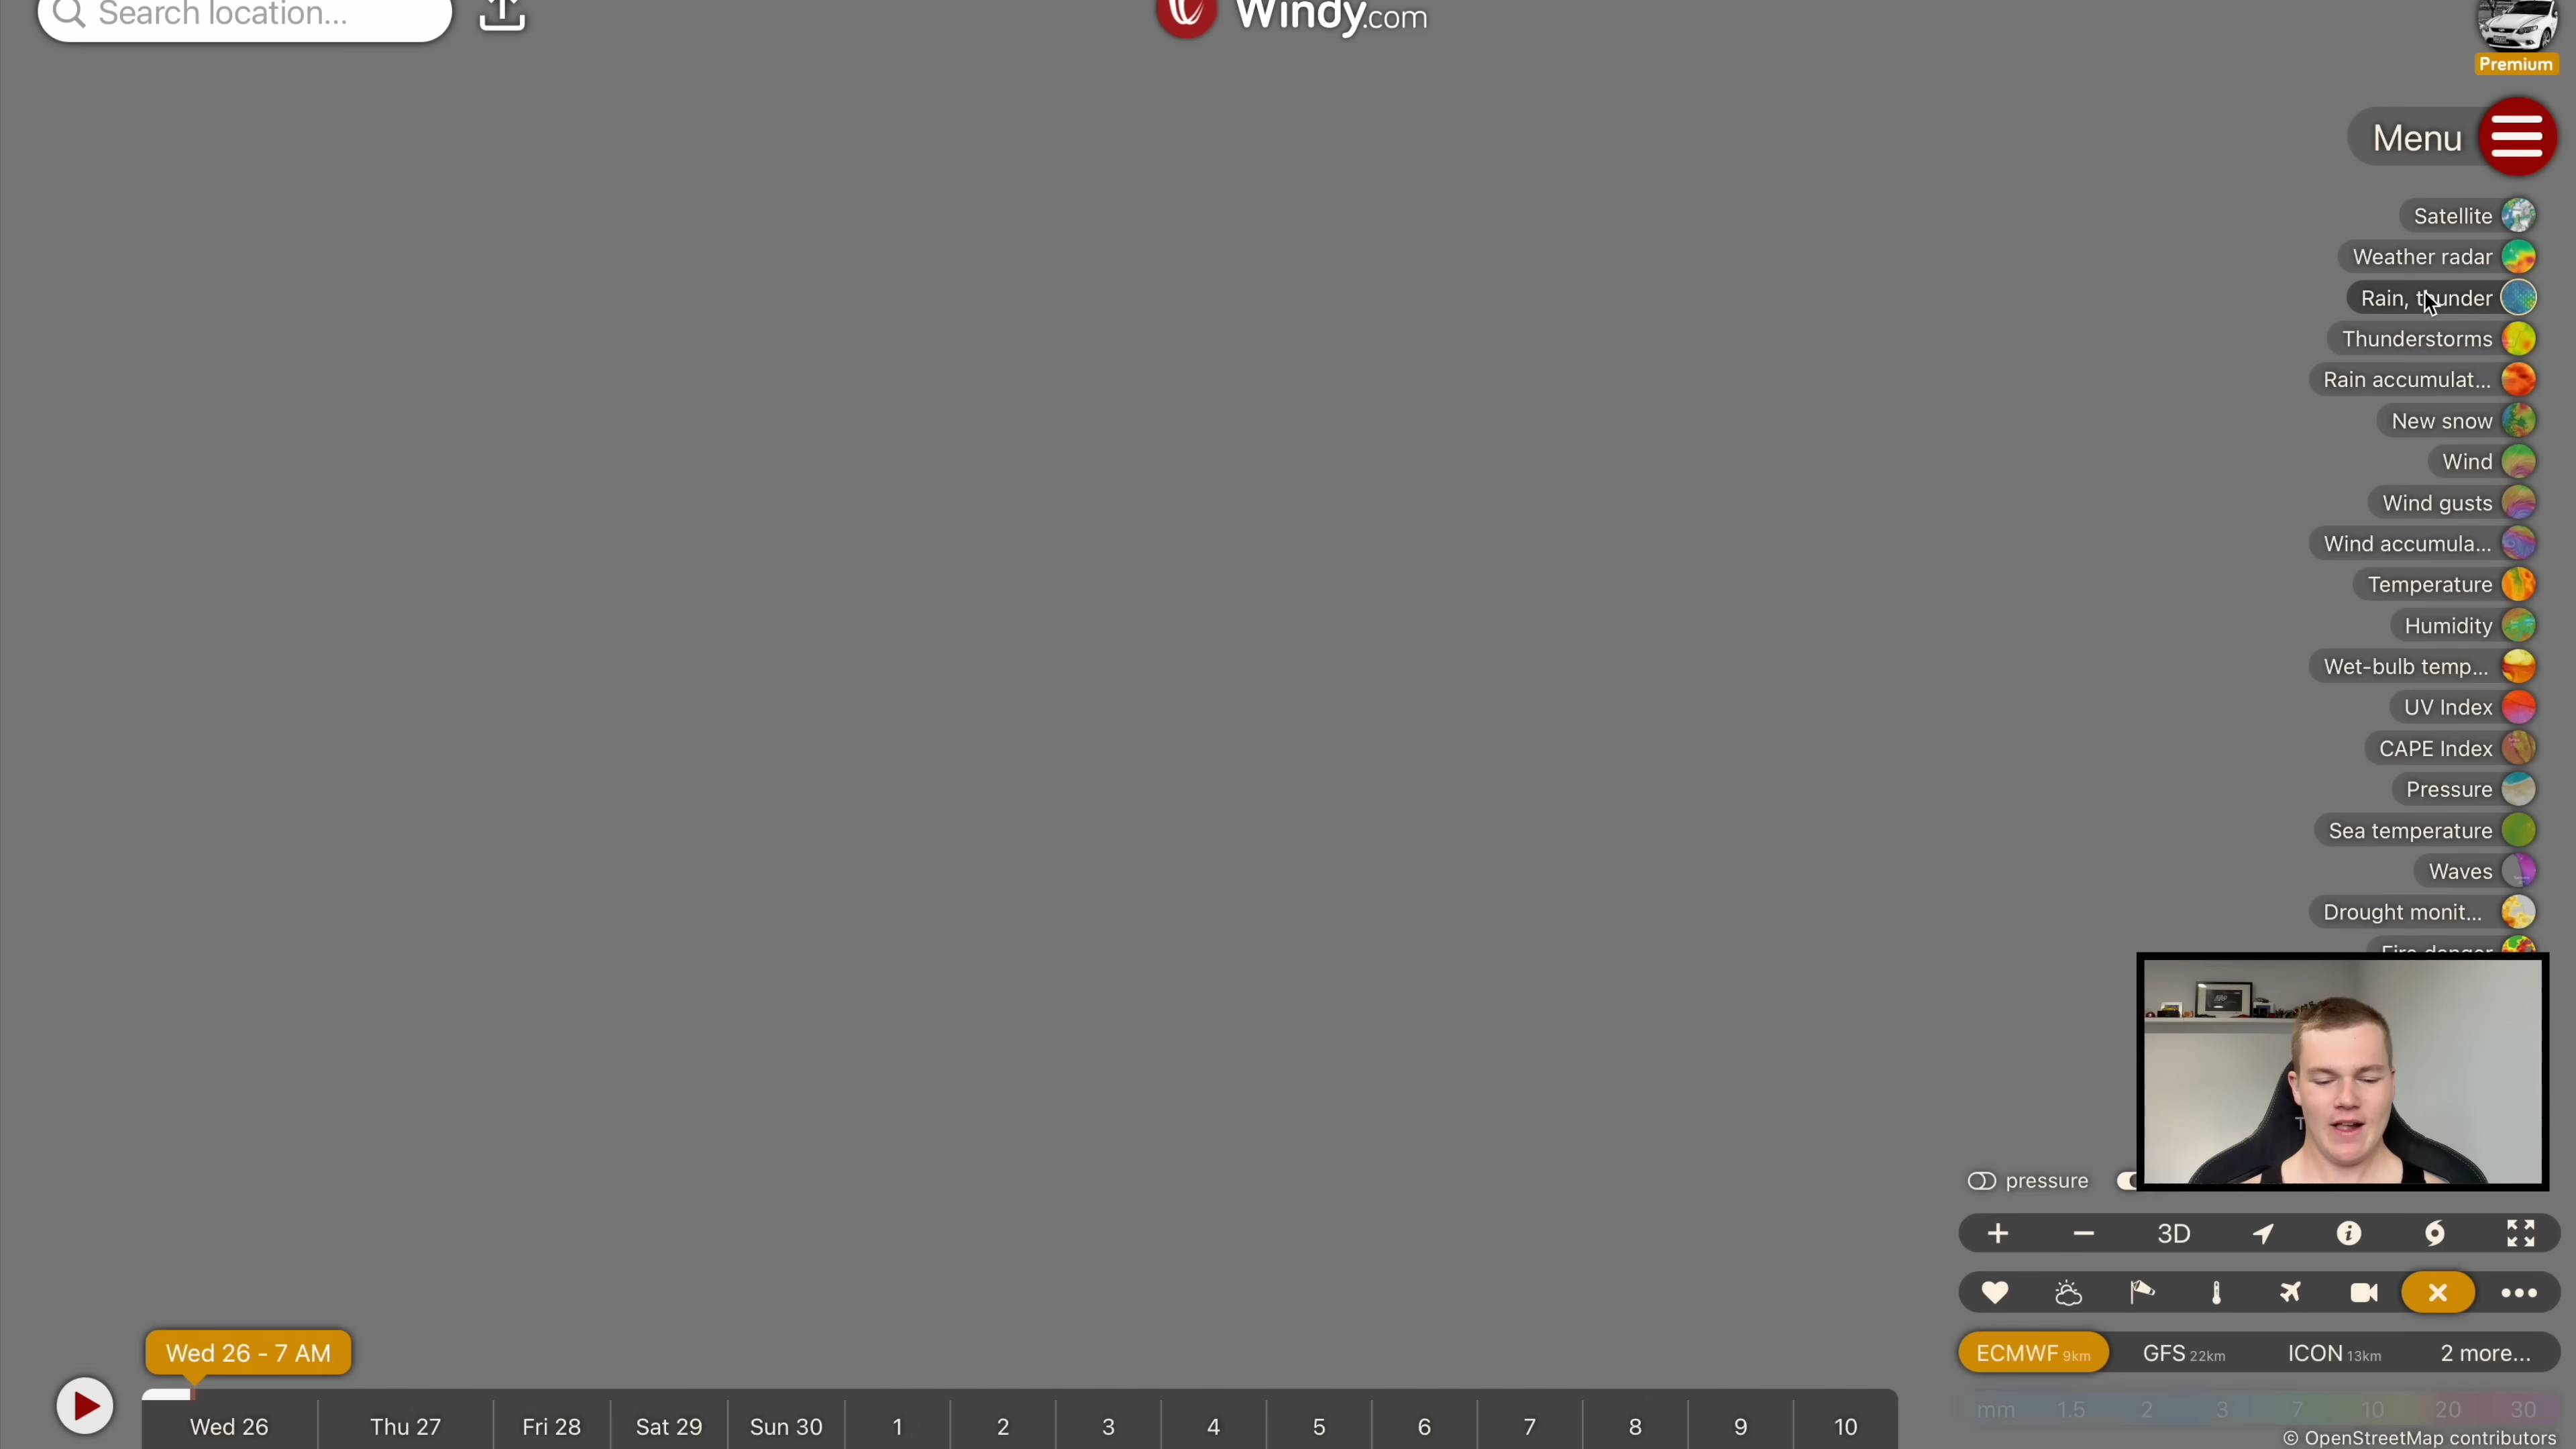 Search location...
Windy.com
Premium
Menu
Satellite
Weather radar
Rain, thunder
Thunderstorms
Rain accumulat...
New snow
Wind
Wind gusts
Wind accumula...
Temperature
Humidity
Wet-bulb temp...
UV Index
CAPE Index
Pressure
Sea temperature
Waves
Drought monit...
Fire danger
pressure
3D
ECMWF 9km GFS 22km ICON 13km 2 more...
mm 1.5 2 3 7 10 20 30
© OpenStreetMap contributors
Wed 26 - 7 AM
Wed 26 Thu 27 Fri 28 Sat 29 Sun 30 1 2 3 4 5 6 7 8 9 10